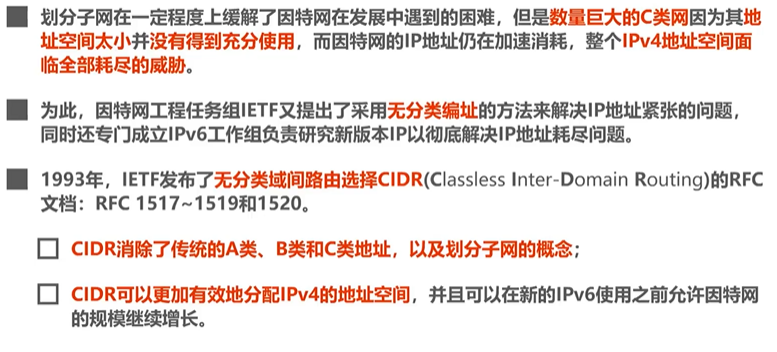 划分子网在一定程度上缓解了因特网在发展中遇到的困难，但是数量巨大的C类网因为其地
址空间太小并没有得到充分使用，而因特网的IP地址仍在加速消耗，整个IPv4地址空间面
临全部耗尽的威胁。
为此，因特网工程任务组IETF又提出了采用无分类编址的方法来解决IP地址紧张的问题，
同时还专门成立IPv6工作组负责研究新版本IP以彻底解决IP地址耗尽问题。
1993年，IETF发布了无分类域间路由选择CIDR(Classless Inter-Domain Routing)的RFC
文档：RFC 1517~1519和1520。
CIDR消除了传统的A类、B类和C类地址，以及划分子网的概念；
CIDR可以更加有效地分配IPv4的地址空间，并且可以在新的IPv6使用之前允许因特网
的规模继续增长。